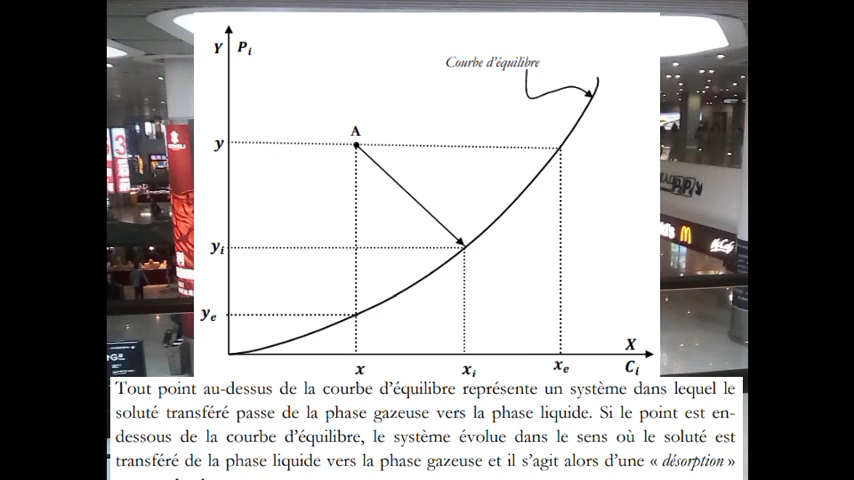 Y P_i
Courbe d'équilibre
A
y
y_i
y_e
X
x x_i x_e C_i
Tout point au-dessus de la courbe d'équilibre représente un système dans lequel le
soluté transféré passe de la phase gazeuse vers la phase liquide. Si le point est en-
dessous de la courbe d'équilibre, le système évolue dans le sens où le soluté est
transféré de la phase liquide vers la phase gazeuse et il s'agit alors d'une « désorption »